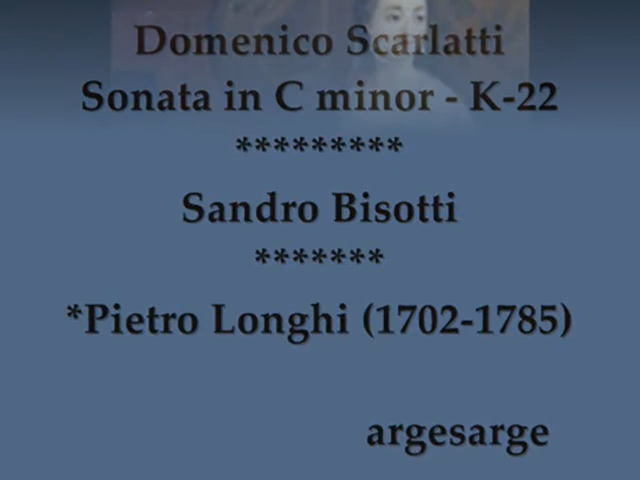 Domenico Scarlatti
Sonata in C minor - K-22
*********
Sandro Bisotti
*******
*Pietro Longhi (1702-1785)
argesarge